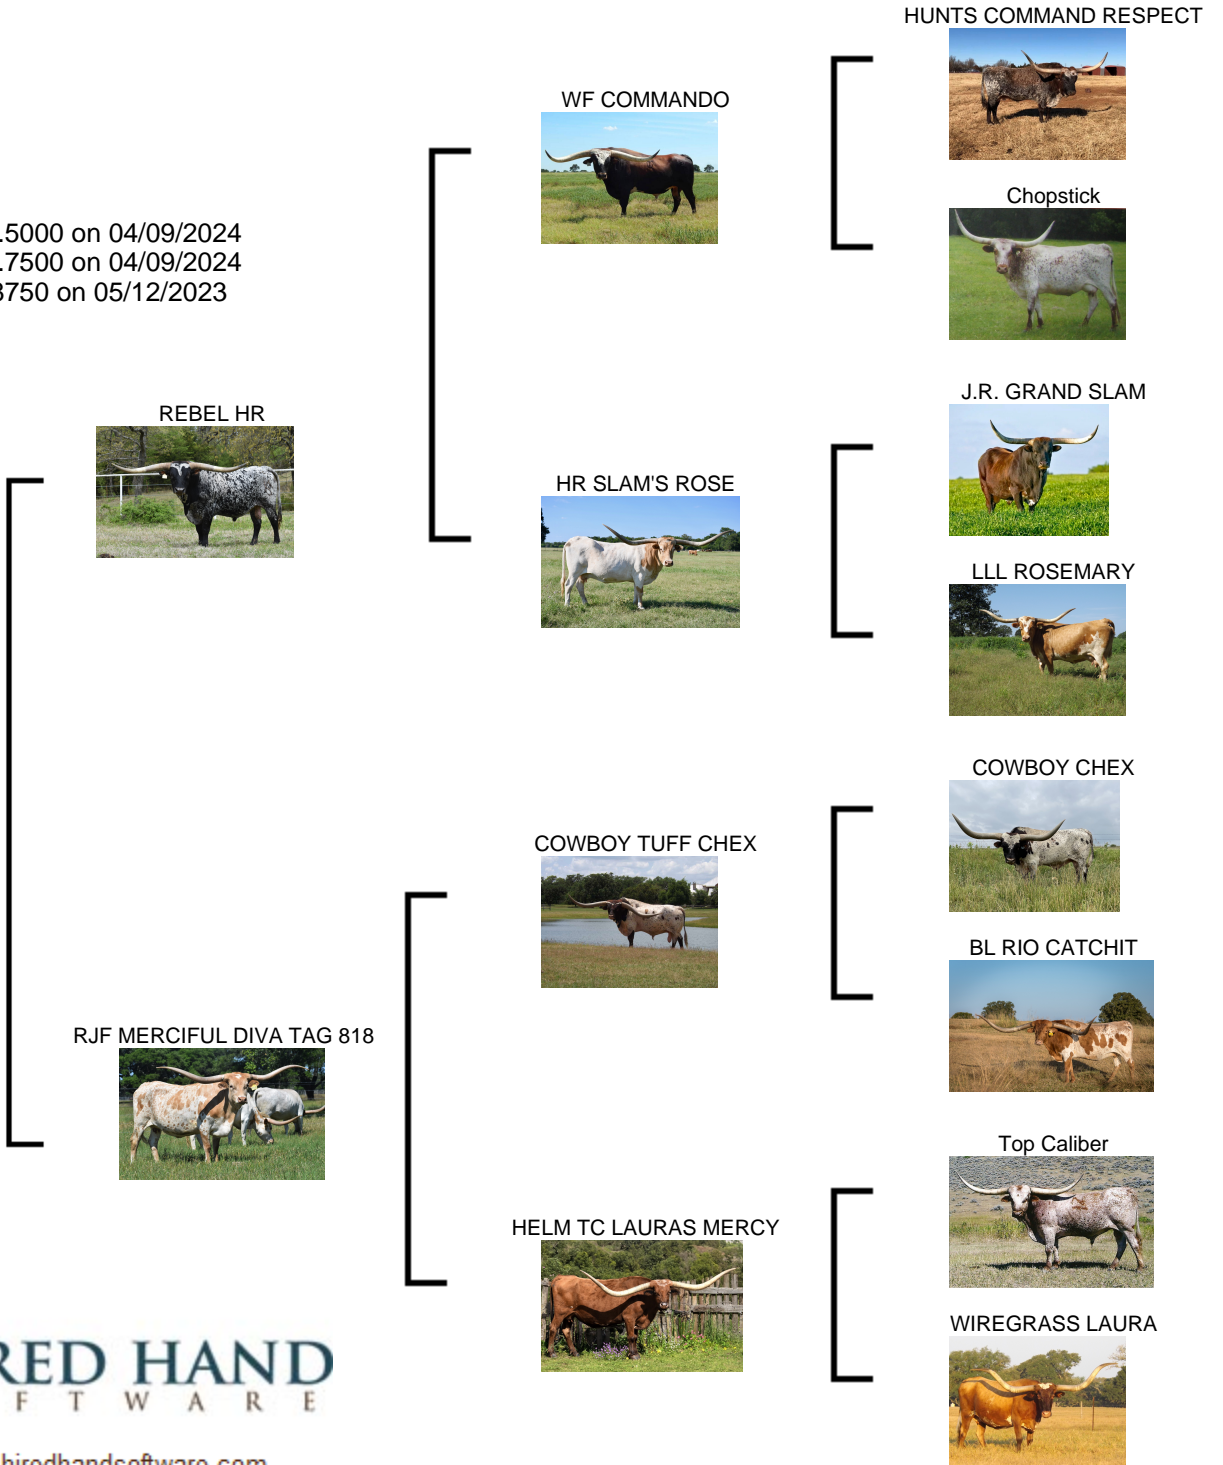 HUNTS COMMAND RESPECT
WF COMMANDO
Chopstick
.5000 on 04/09/2024
.7500 on 04/09/2024
3750 on 05/12/2023
J.R. GRAND SLAM
REBEL HR
HR SLAM'S ROSE
LLL ROSEMARY
COWBOY CHEX
COWBOY TUFF CHEX
BL RIO CATCHIT
RJF MERCIFUL DIVA TAG 818
Top Caliber
HELM TC LAURAS MERCY
WIREGRASS LAURA
RED HAND
F T W A R E
hiredhandsoftware.com